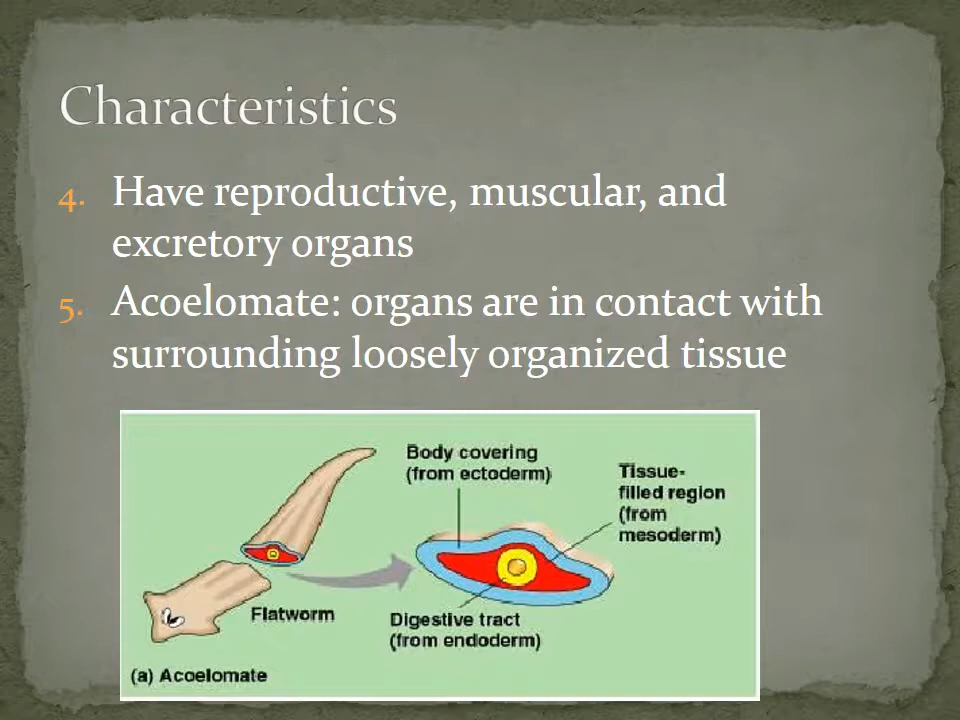 Characteristics
4. Have reproductive, muscular, and
excretory organs
5. Acoelomate: organs are in contact with
surrounding loosely organized tissue
Body covering
(from ectoderm)
Tissue-
filled region
(from
mesoderm)
Flatworm
Digestive tract
(from endoderm)
(a) Acoelomate